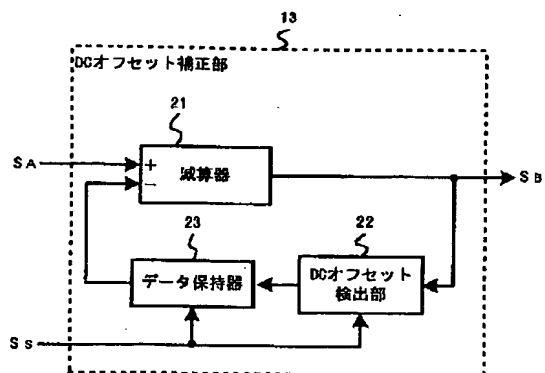 13
DCオフセット補正部
21
SA
+
−
減算器
SB
23
22
データ保持器
DCオフセット
検出部
SS